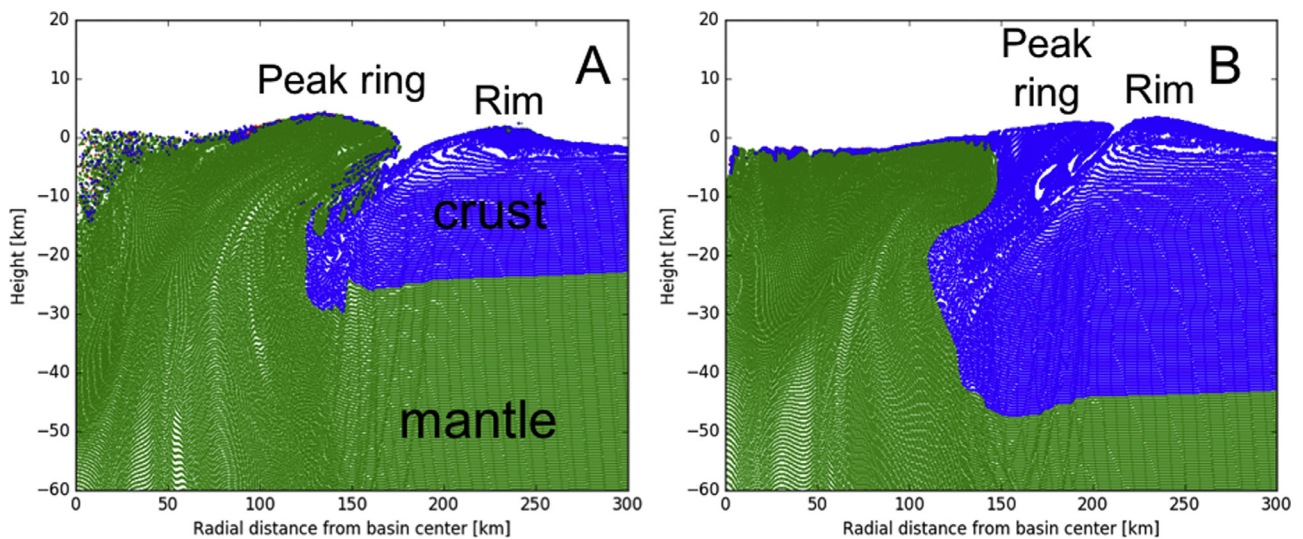 A
Peak ring
Rim
crust
mantle
20
10
0
−10
−20
−30
−40
−50
−60
Height [km]
0
50
100
150
200
250
300
Radial distance from basin center [km]
B
Peak
ring
Rim
20
10
0
−10
−20
−30
−40
−50
−60
Height [km]
0
50
100
150
200
250
300
Radial distance from basin center [km]